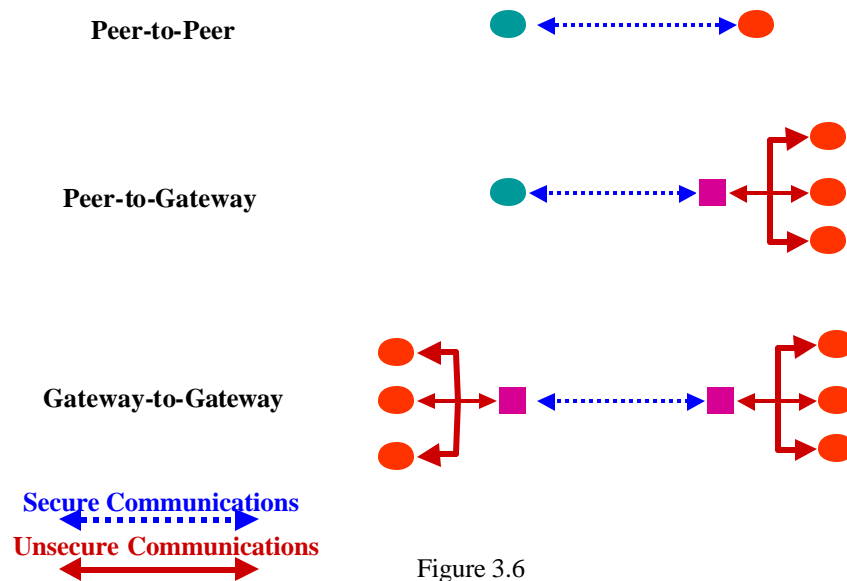 Peer-to-Peer
Peer-to-Gateway
Gateway-to-Gateway
Secure Communications
Unsecure Communications
Figure 3.6